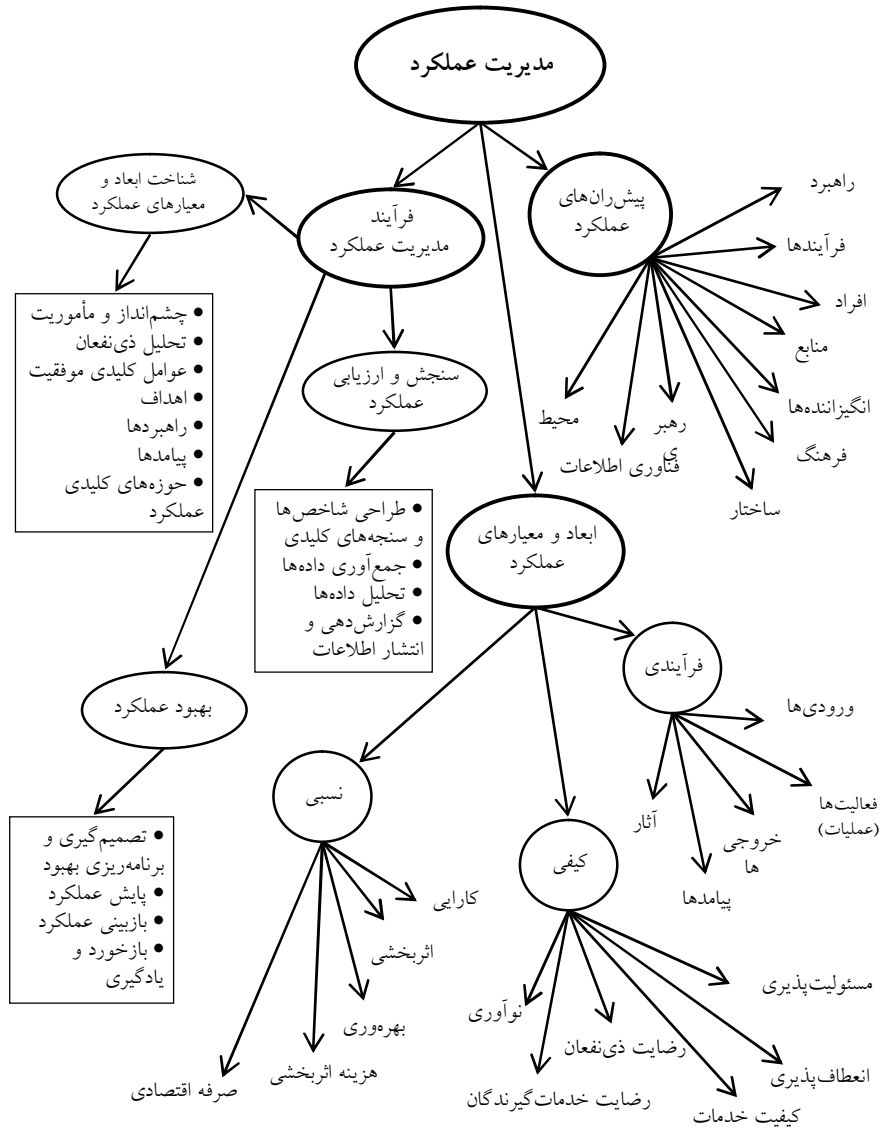 مدیریت عملکرد
شناخت ابعاد و
معیارهای عملکرد
فرآیند
مدیریت عملکرد
پیش‌ران‌های
عملکرد
راهبرد
فرآیندها
افراد
منابع
انگیزاننده‌ها
فرهنگ
ساختار
رهبر
ی
فناوری اطلاعات
محیط
• چشم‌انداز و مأموریت
• تحلیل ذی‌نفعان
• عوامل کلیدی موفقیت
• اهداف
• راهبردها
• پیامدها
• حوزه‌های کلیدی
عملکرد
سنجش و ارزیابی
عملکرد
• طراحی شاخص‌ها
و سنجه‌های کلیدی
• جمع‌آوری داده‌ها
• تحلیل داده‌ها
• گزارش‌دهی و
انتشار اطلاعات
بهبود عملکرد
• تصمیم‌گیری و
برنامه‌ریزی بهبود
• پایش عملکرد
• بازبینی عملکرد
• بازخورد و
یادگیری
ابعاد و معیارهای
عملکرد
فرآیندی
ورودی‌ها
فعالیت‌ها
(عملیات)
خروجی
ها
پیامدها
آثار
کیفی
مسئولیت‌پذیری
انعطاف‌پذیری
کیفیت خدمات
رضایت ذی‌نفعان
رضایت خدمات‌گیرندگان
نوآوری
نسبی
کارایی
اثربخشی
بهره‌وری
هزینه اثربخشی
صرفه اقتصادی